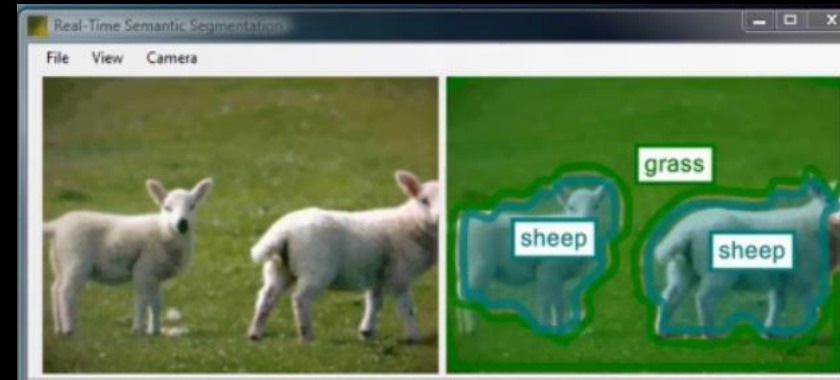 Real-Time Semantic Segmentation
File View Camera
grass
sheep
sheep